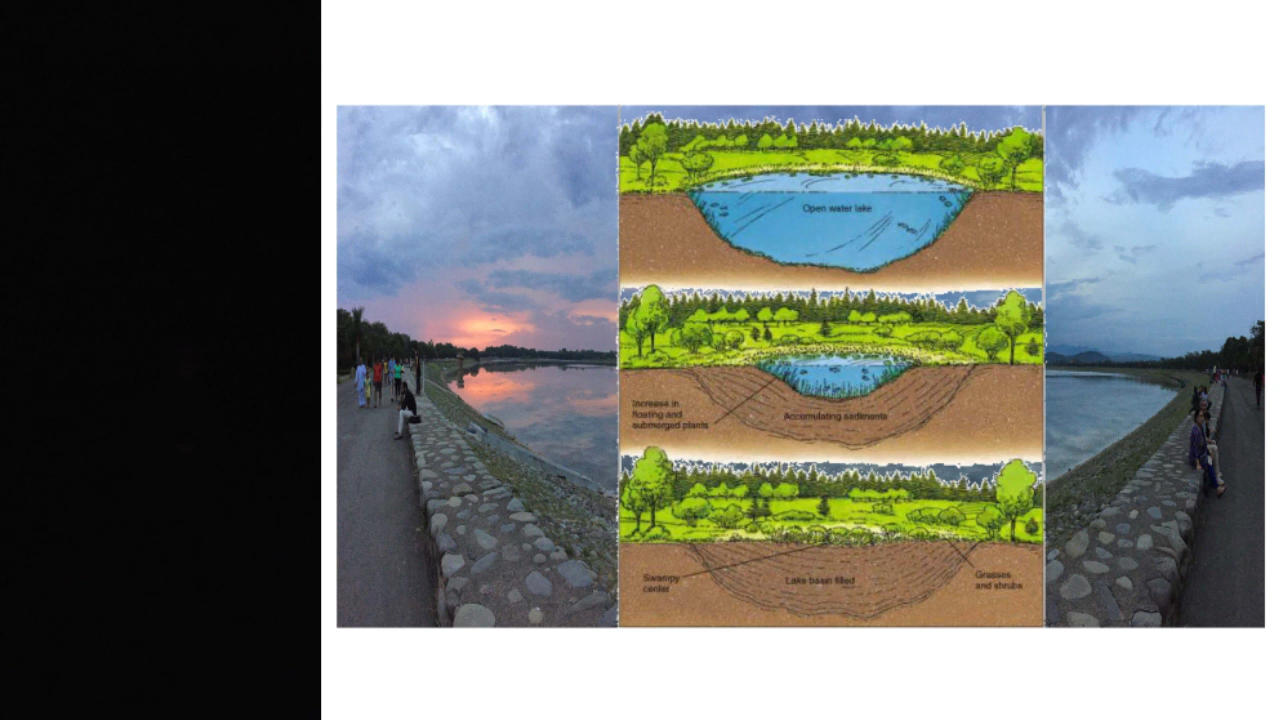 Open water lake
Increase in
floating and
submerged plants
Accumulating sediments
Swampy
center
Lake basin filled
Grasses
and shrubs